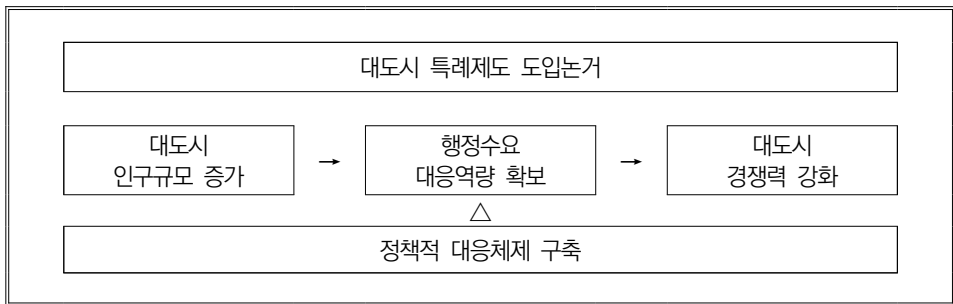 대도시 특례제도 도입논거
대도시
인구규모 증가
→
행정수요
대응역량 확보
→
대도시
경쟁력 강화
△
정책적 대응체제 구축